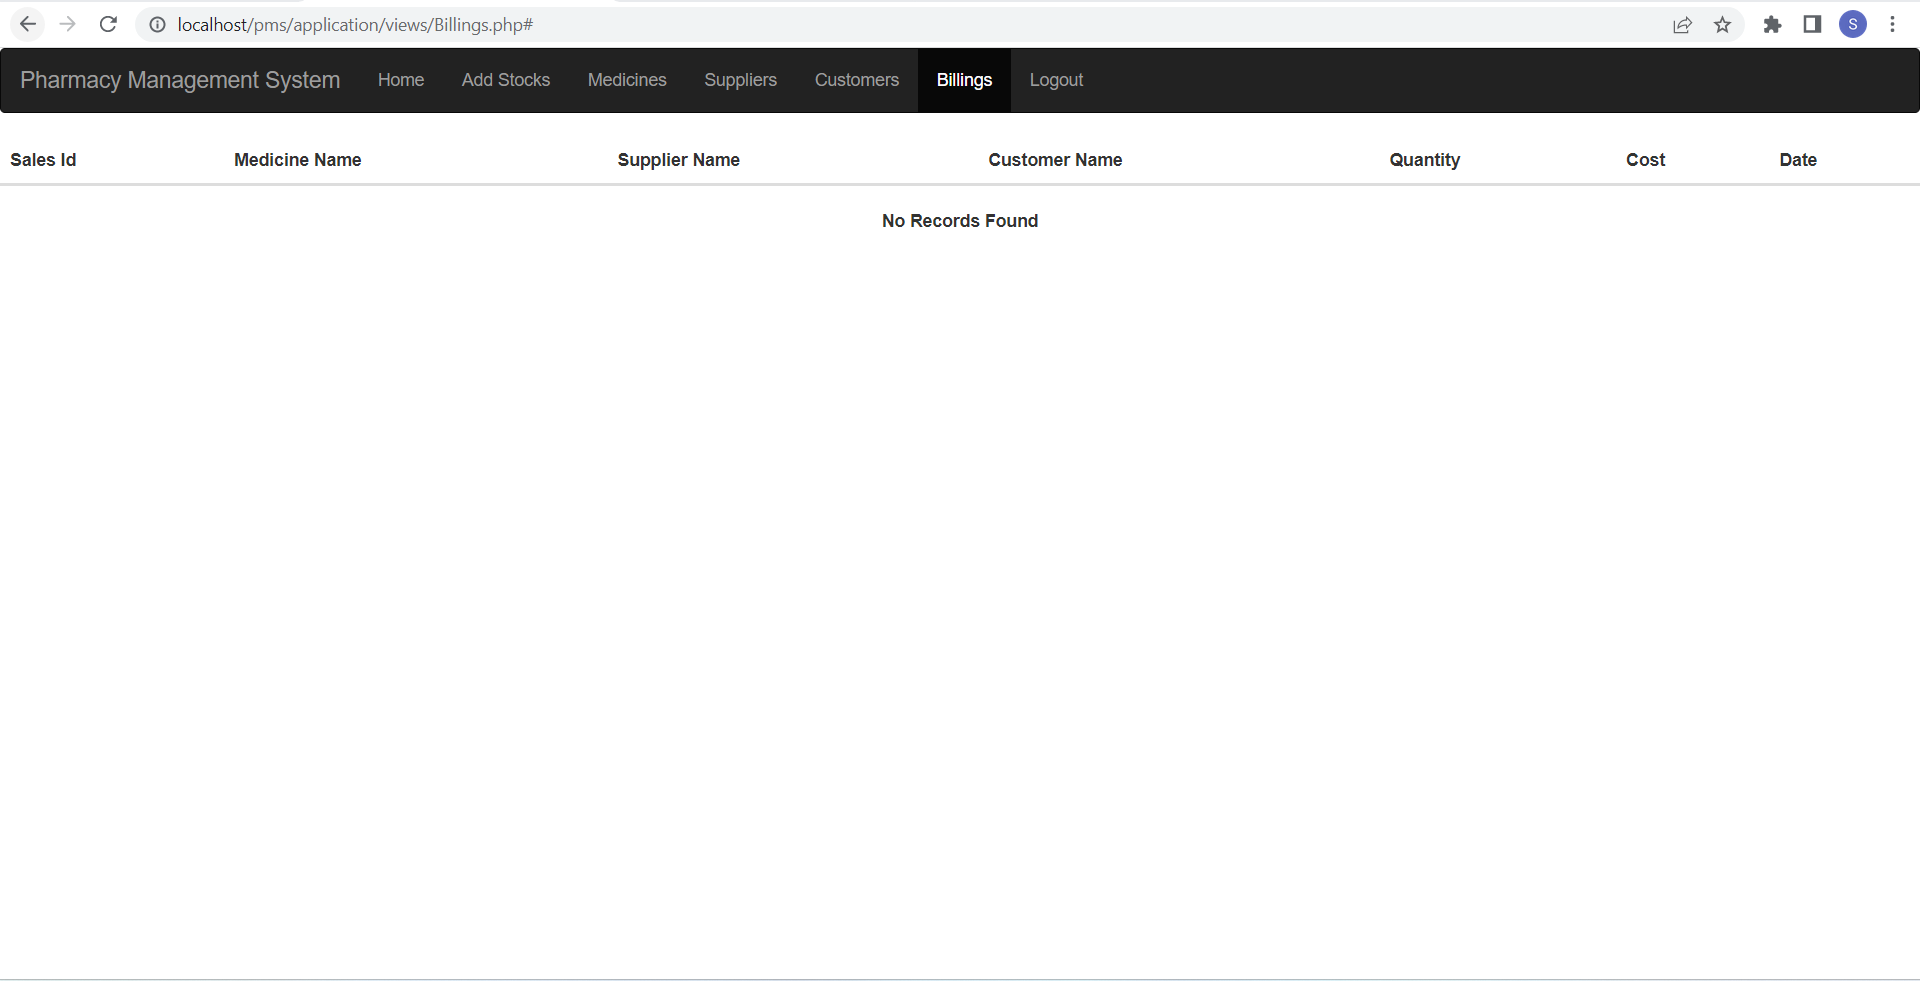 localhost/pms/application/views/Billings.php#
S
Pharmacy Management System Home Add Stocks Medicines Suppliers Customers Billings Logout
Sales Id Medicine Name Supplier Name Customer Name Quantity Cost Date
No Records Found